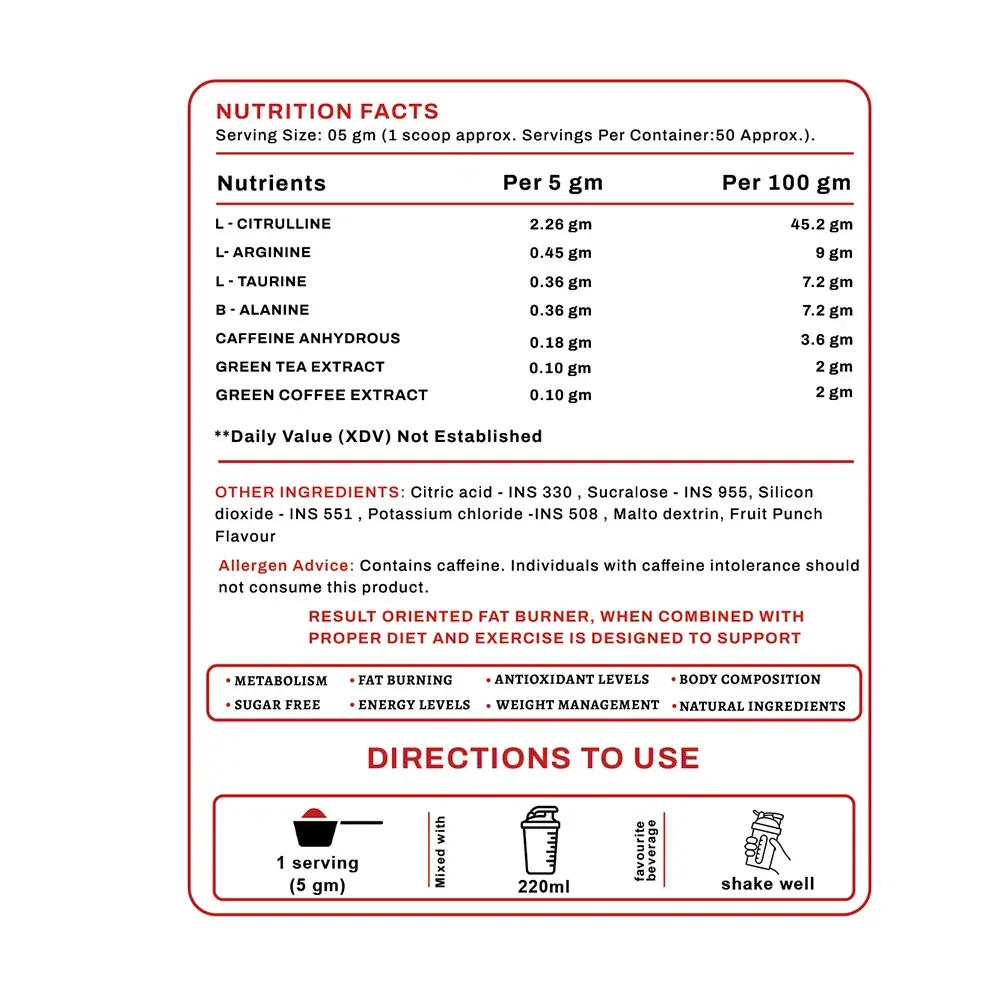 NUTRITION FACTS
Serving Size: 05 gm (1 scoop approx. Servings Per Container:50 Approx.).
Nutrients Per 5 gm Per 100 gm
L - CITRULLINE 2.26 gm 45.2 gm
L- ARGININE 0.45 gm 9 gm
L - TAURINE 0.36 gm 7.2 gm
B - ALANINE 0.36 gm 7.2 gm
CAFFEINE ANHYDROUS 0.18 gm 3.6 gm
GREEN TEA EXTRACT 0.10 gm 2 gm
GREEN COFFEE EXTRACT 0.10 gm 2 gm
**Daily Value (XDV) Not Established
OTHER INGREDIENTS: Citric acid - INS 330 , Sucralose - INS 955, Silicon
dioxide - INS 551 , Potassium chloride -INS 508 , Malto dextrin, Fruit Punch
Flavour
Allergen Advice: Contains caffeine. Individuals with caffeine intolerance should
not consume this product.
RESULT ORIENTED FAT BURNER, WHEN COMBINED WITH
PROPER DIET AND EXERCISE IS DESIGNED TO SUPPORT
• METABOLISM • FAT BURNING • ANTIOXIDANT LEVELS • BODY COMPOSITION
• SUGAR FREE • ENERGY LEVELS • WEIGHT MANAGEMENT • NATURAL INGREDIENTS
DIRECTIONS TO USE
1 serving
(5 gm)
Mixed with
220ml
favourite
beverage
shake well